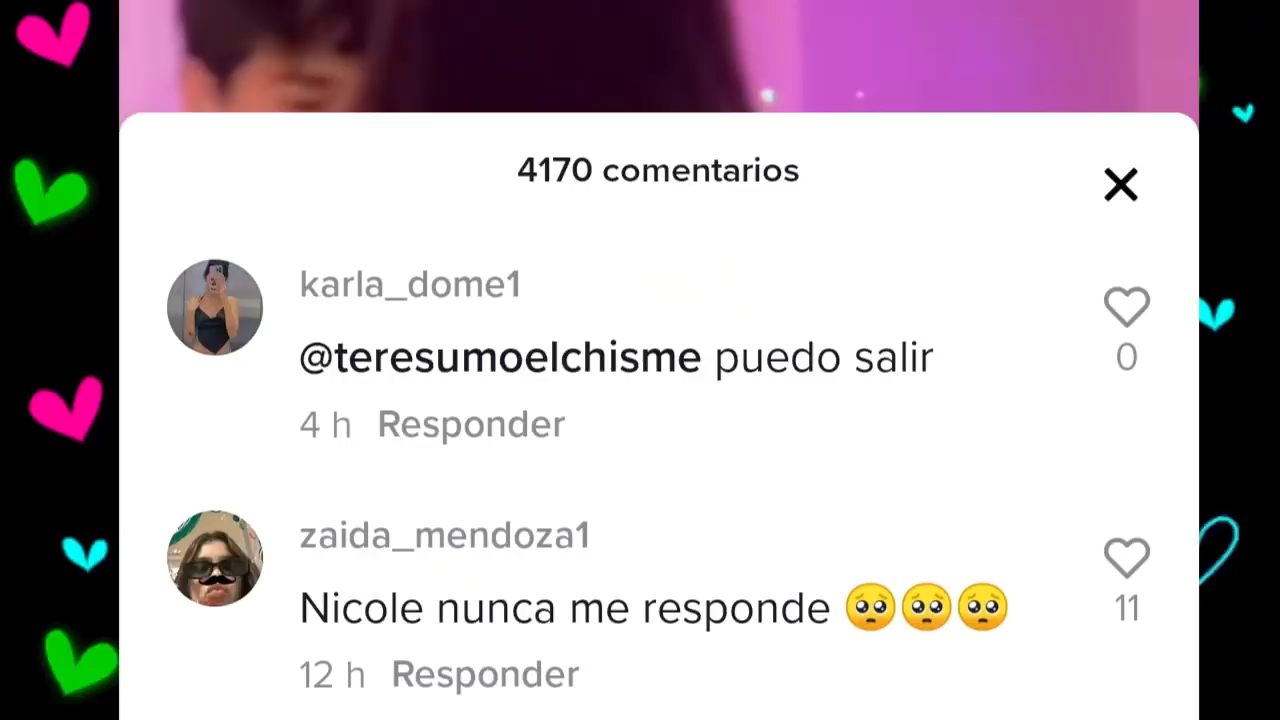 4170 comentarios
karla_dome1
@teresumoelchisme puedo salir
0
4 h Responder
zaida_mendoza1
Nicole nunca me responde 🥺🥺🥺
11
12 h Responder